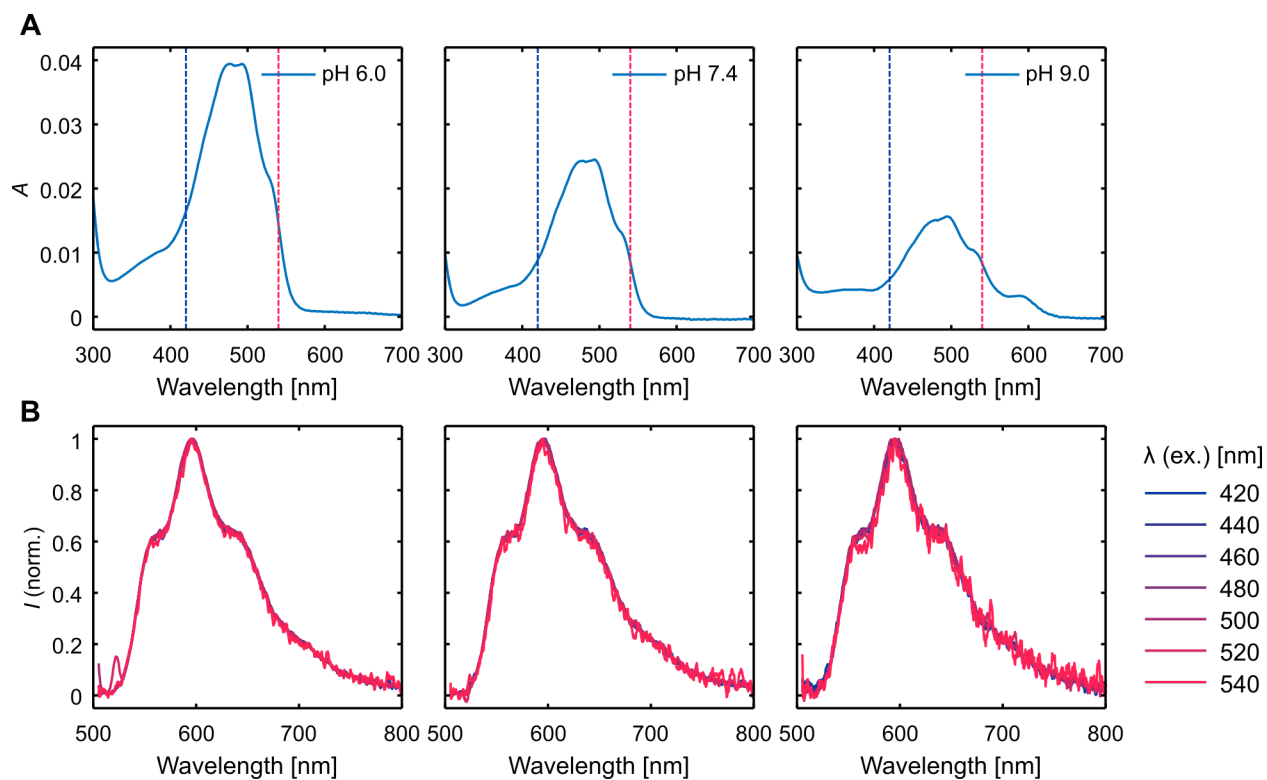 A
pH 6.0
pH 7.4
pH 9.0
A
0.04
0.03
0.02
0.01
0
300 400 500 600 700
300 400 500 600 700
300 400 500 600 700
Wavelength [nm]
Wavelength [nm]
Wavelength [nm]
B
I (norm.)
1
0.8
0.6
0.4
0.2
0
500 600 700 800
500 600 700 800
500 600 700 800
Wavelength [nm]
Wavelength [nm]
Wavelength [nm]
λ (ex.) [nm]
420
440
460
480
500
520
540